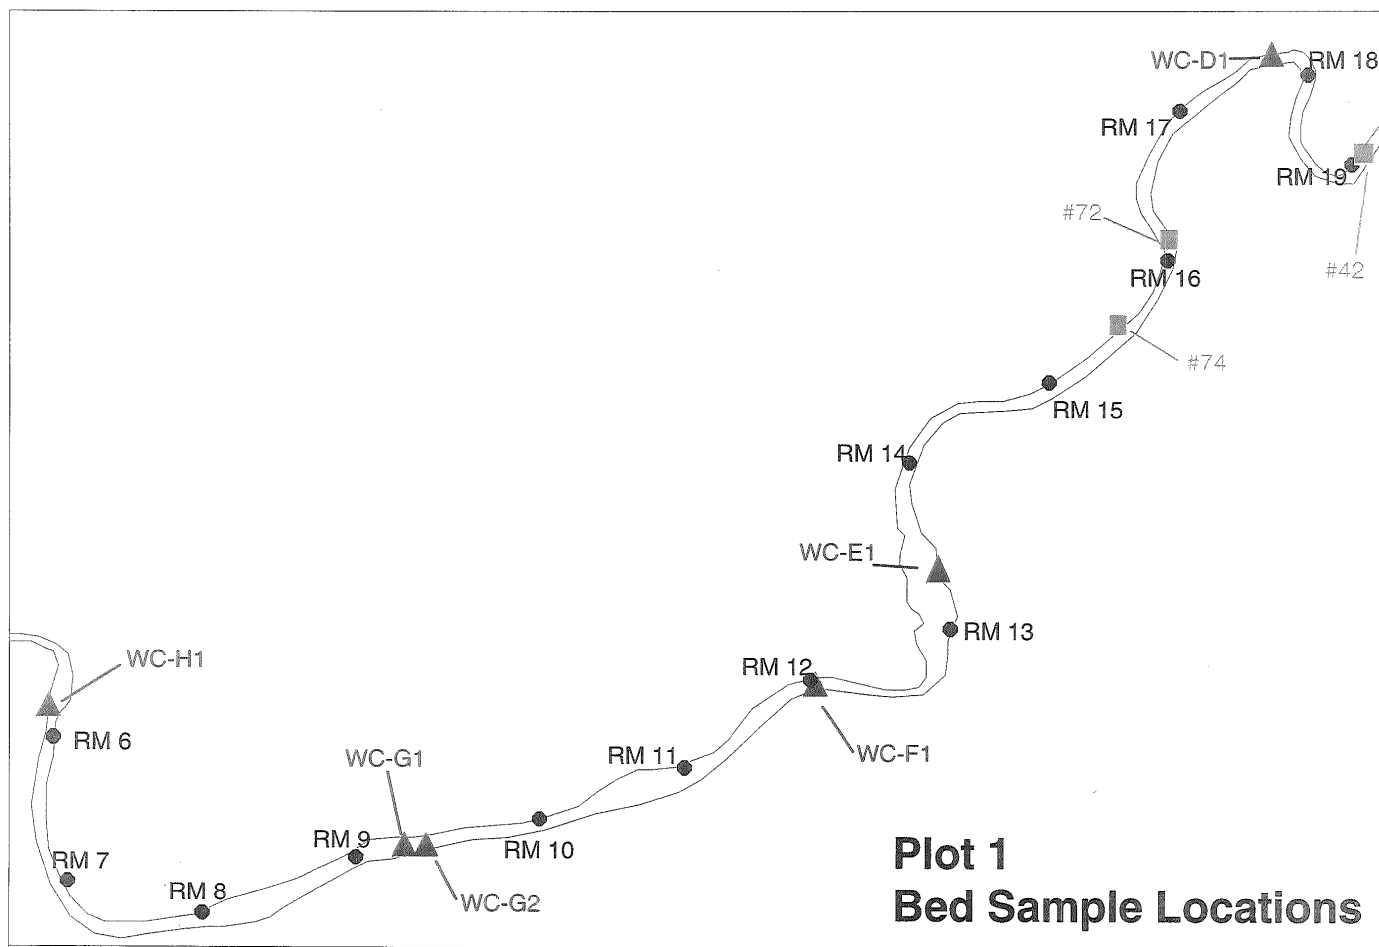 WC-D1
RM 18
RM 17
RM 19
#72
#42
RM 16
#74
RM 15
RM 14
WC-E1
RM 13
WC-H1
RM 12
RM 6
WC-G1
RM 11
WC-F1
RM 9
RM 10
RM 7
RM 8
WC-G2
Plot 1
Bed Sample Locations